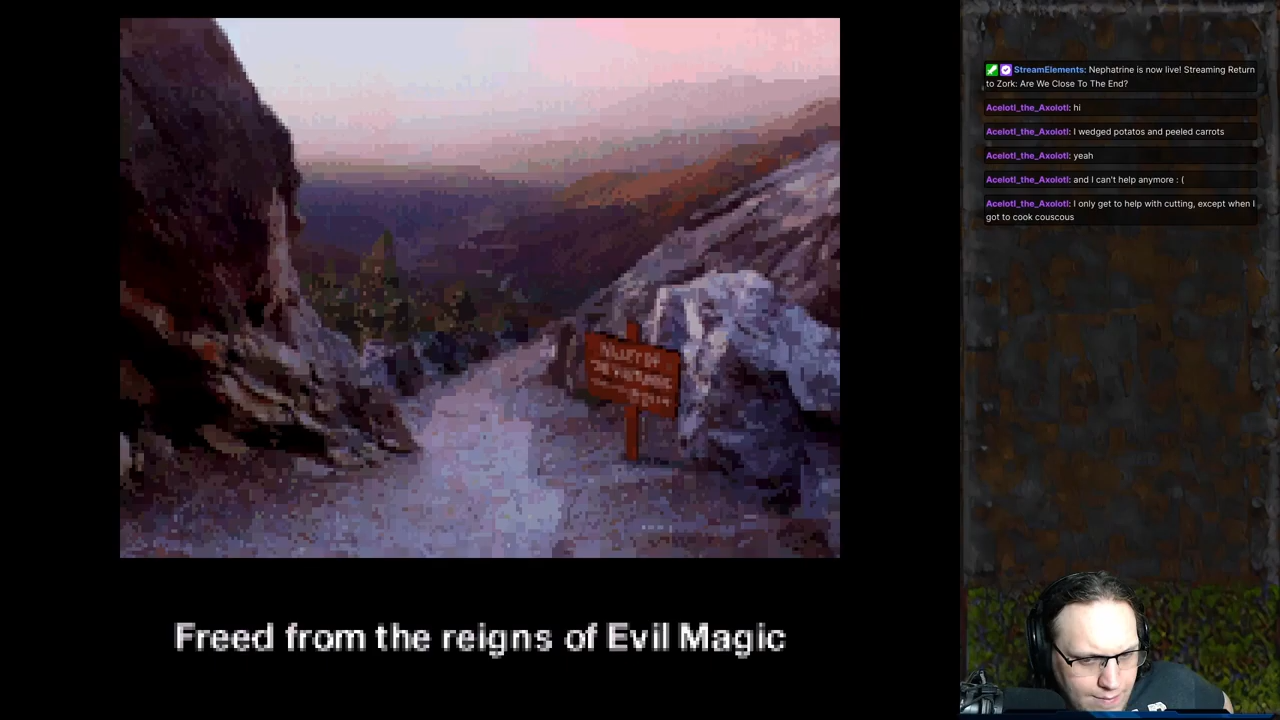 StreamElements: Nephatrine is now live! Streaming Return
to Zork: Are We Close To The End?
Acelotl_the_Axolotl: hi
Acelotl_the_Axolotl: I wedged potatos and peeled carrots
Acelotl_the_Axolotl: yeah
Acelotl_the_Axolotl: and I can't help anymore : (
Acelotl_the_Axolotl: I only get to help with cutting, except when I
got to cook couscous
VALLEY OF
Freed from the reigns of Evil Magic